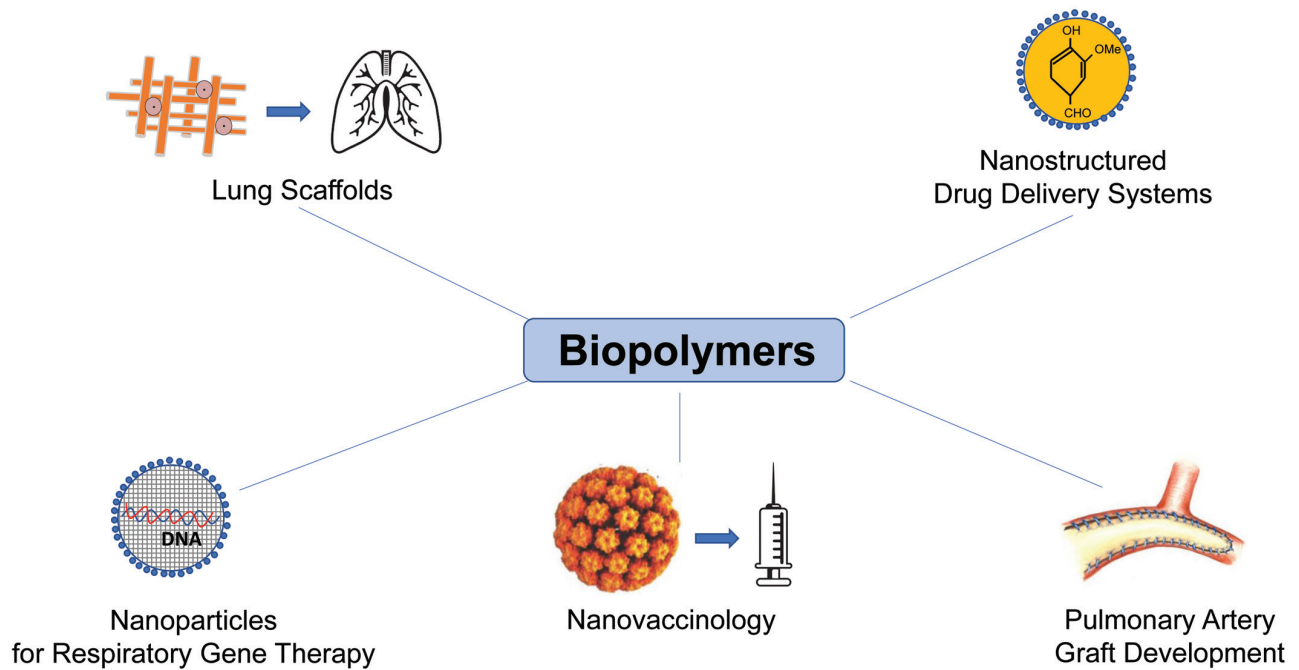 OH
OMe
CHO
Lung Scaffolds
Nanostructured
Drug Delivery Systems
Biopolymers
DNA
Nanoparticles
for Respiratory Gene Therapy
Nanovaccinology
Pulmonary Artery
Graft Development